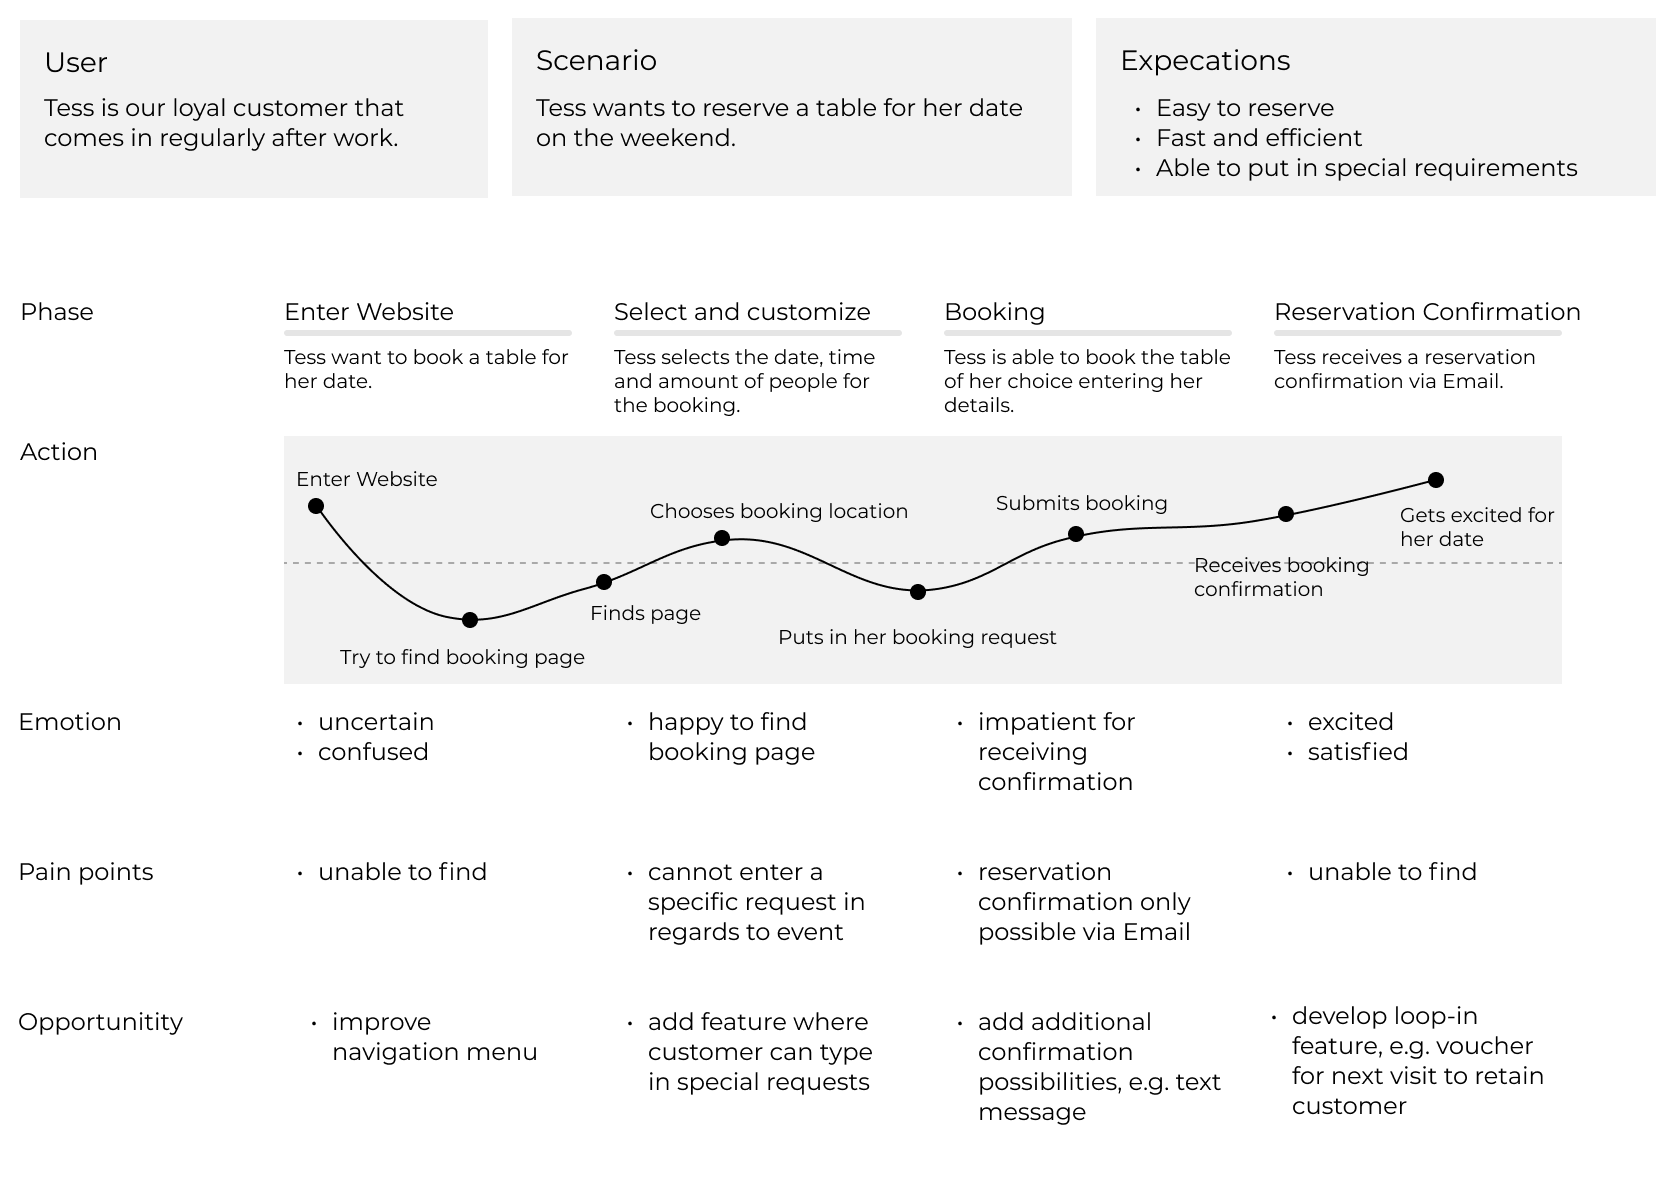 User
Tess is our loyal customer that
comes in regularly after work.
Scenario
Tess wants to reserve a table for her date
on the weekend.
Expecations
• Easy to reserve
• Fast and efficient
• Able to put in special requirements
Phase
Enter Website
Tess want to book a table for
her date.
Select and customize
Tess selects the date, time
and amount of people for
the booking.
Booking
Tess is able to book the table
of her choice entering her
details.
Reservation Confirmation
Tess receives a reservation
confirmation via Email.
Action
Enter Website
Try to find booking page
Finds page
Chooses booking location
Puts in her booking request
Submits booking
Receives booking
confirmation
Gets excited for
her date
Emotion
• uncertain
• confused
• happy to find
booking page
• impatient for
receiving
confirmation
• excited
• satisfied
Pain points
• unable to find
• cannot enter a
specific request in
regards to event
• reservation
confirmation only
possible via Email
• unable to find
Opportunitity
• improve
navigation menu
• add feature where
customer can type
in special requests
• add additional
confirmation
possibilities, e.g. text
message
• develop loop-in
feature, e.g. voucher
for next visit to retain
customer